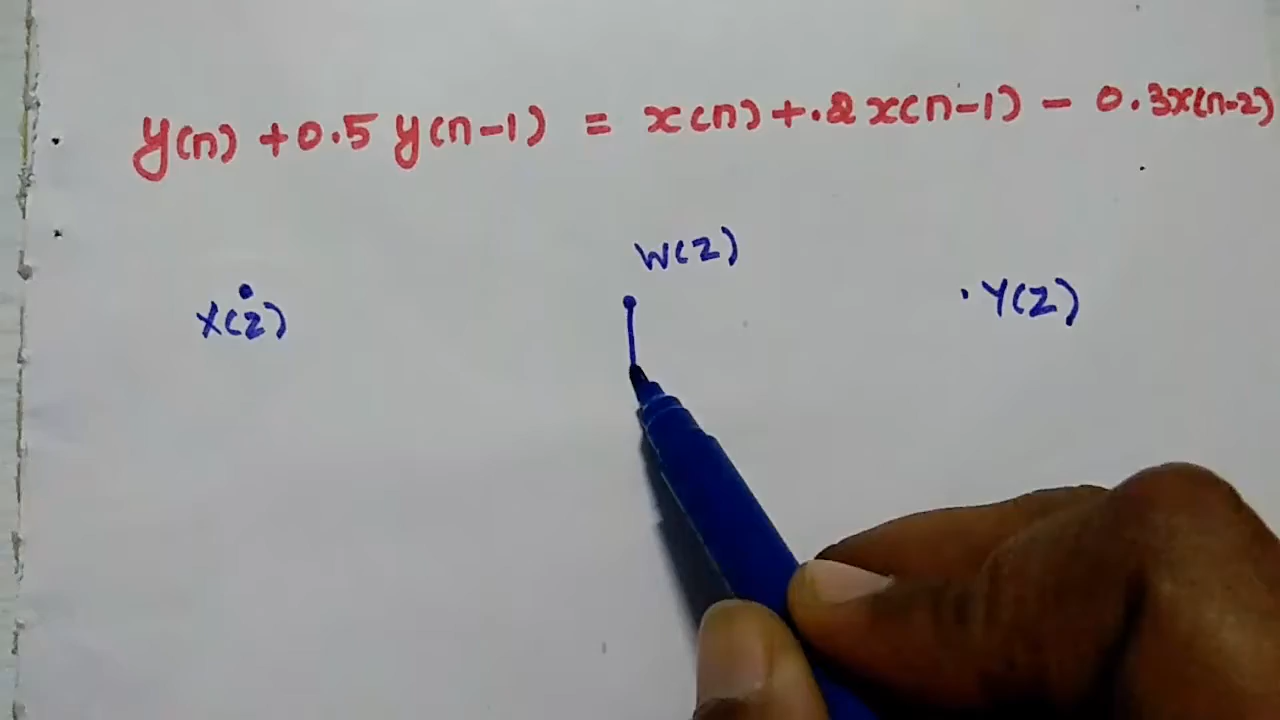 y(n) + 0.5 y(n-1) = x(n) + .2 x(n-1) - 0.3x(n-2)
W(Z)
X(Z) Y(Z)